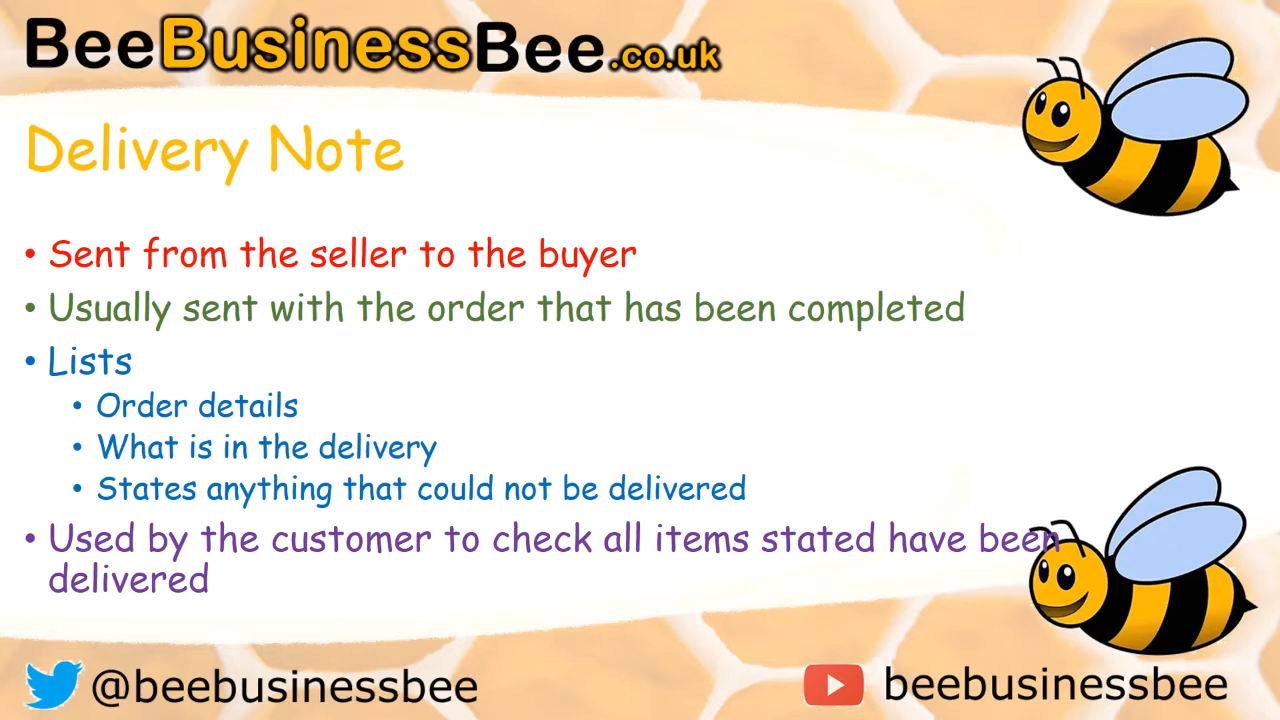 BeeBusinessBee.co.uk
Delivery Note
• Sent from the seller to the buyer
• Usually sent with the order that has been completed
• Lists
• Order details
• What is in the delivery
• States anything that could not be delivered
• Used by the customer to check all items stated have been
delivered
@beebusinessbee
beebusinessbee